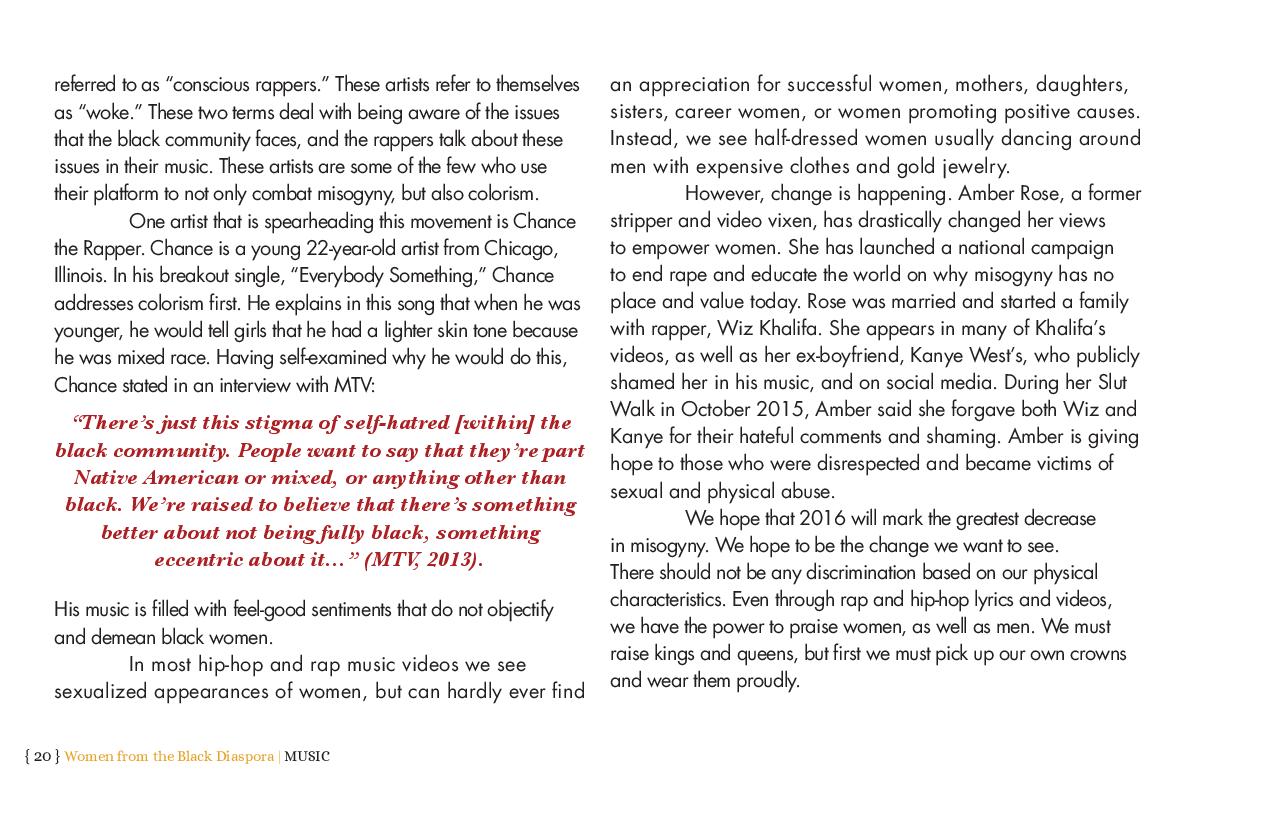 referred to as “conscious rappers.” These artists refer to themselves
as “woke.” These two terms deal with being aware of the issues
that the black community faces, and the rappers talk about these
issues in their music. These artists are some of the few who use
their platform to not only combat misogyny, but also colorism.
One artist that is spearheading this movement is Chance
the Rapper. Chance is a young 22-year-old artist from Chicago,
Illinois. In his breakout single, “Everybody Something,” Chance
addresses colorism first. He explains in this song that when he was
younger, he would tell girls that he had a lighter skin tone because
he was mixed race. Having self-examined why he would do this,
Chance stated in an interview with MTV:
“There’s just this stigma of self-hatred [within] the
black community. People want to say that they’re part
Native American or mixed, or anything other than
black. We’re raised to believe that there’s something
better about not being fully black, something
eccentric about it…” (MTV, 2013).
His music is filled with feel-good sentiments that do not objectify
and demean black women.
In most hip-hop and rap music videos we see
sexualized appearances of women, but can hardly ever find
an appreciation for successful women, mothers, daughters,
sisters, career women, or women promoting positive causes.
Instead, we see half-dressed women usually dancing around
men with expensive clothes and gold jewelry.
However, change is happening. Amber Rose, a former
stripper and video vixen, has drastically changed her views
to empower women. She has launched a national campaign
to end rape and educate the world on why misogyny has no
place and value today. Rose was married and started a family
with rapper, Wiz Khalifa. She appears in many of Khalifa’s
videos, as well as her ex-boyfriend, Kanye West’s, who publicly
shamed her in his music, and on social media. During her Slut
Walk in October 2015, Amber said she forgave both Wiz and
Kanye for their hateful comments and shaming. Amber is giving
hope to those who were disrespected and became victims of
sexual and physical abuse.
We hope that 2016 will mark the greatest decrease
in misogyny. We hope to be the change we want to see.
There should not be any discrimination based on our physical
characteristics. Even through rap and hip-hop lyrics and videos,
we have the power to praise women, as well as men. We must
raise kings and queens, but first we must pick up our own crowns
and wear them proudly.
{ 20 } Women from the Black Diaspora | MUSIC